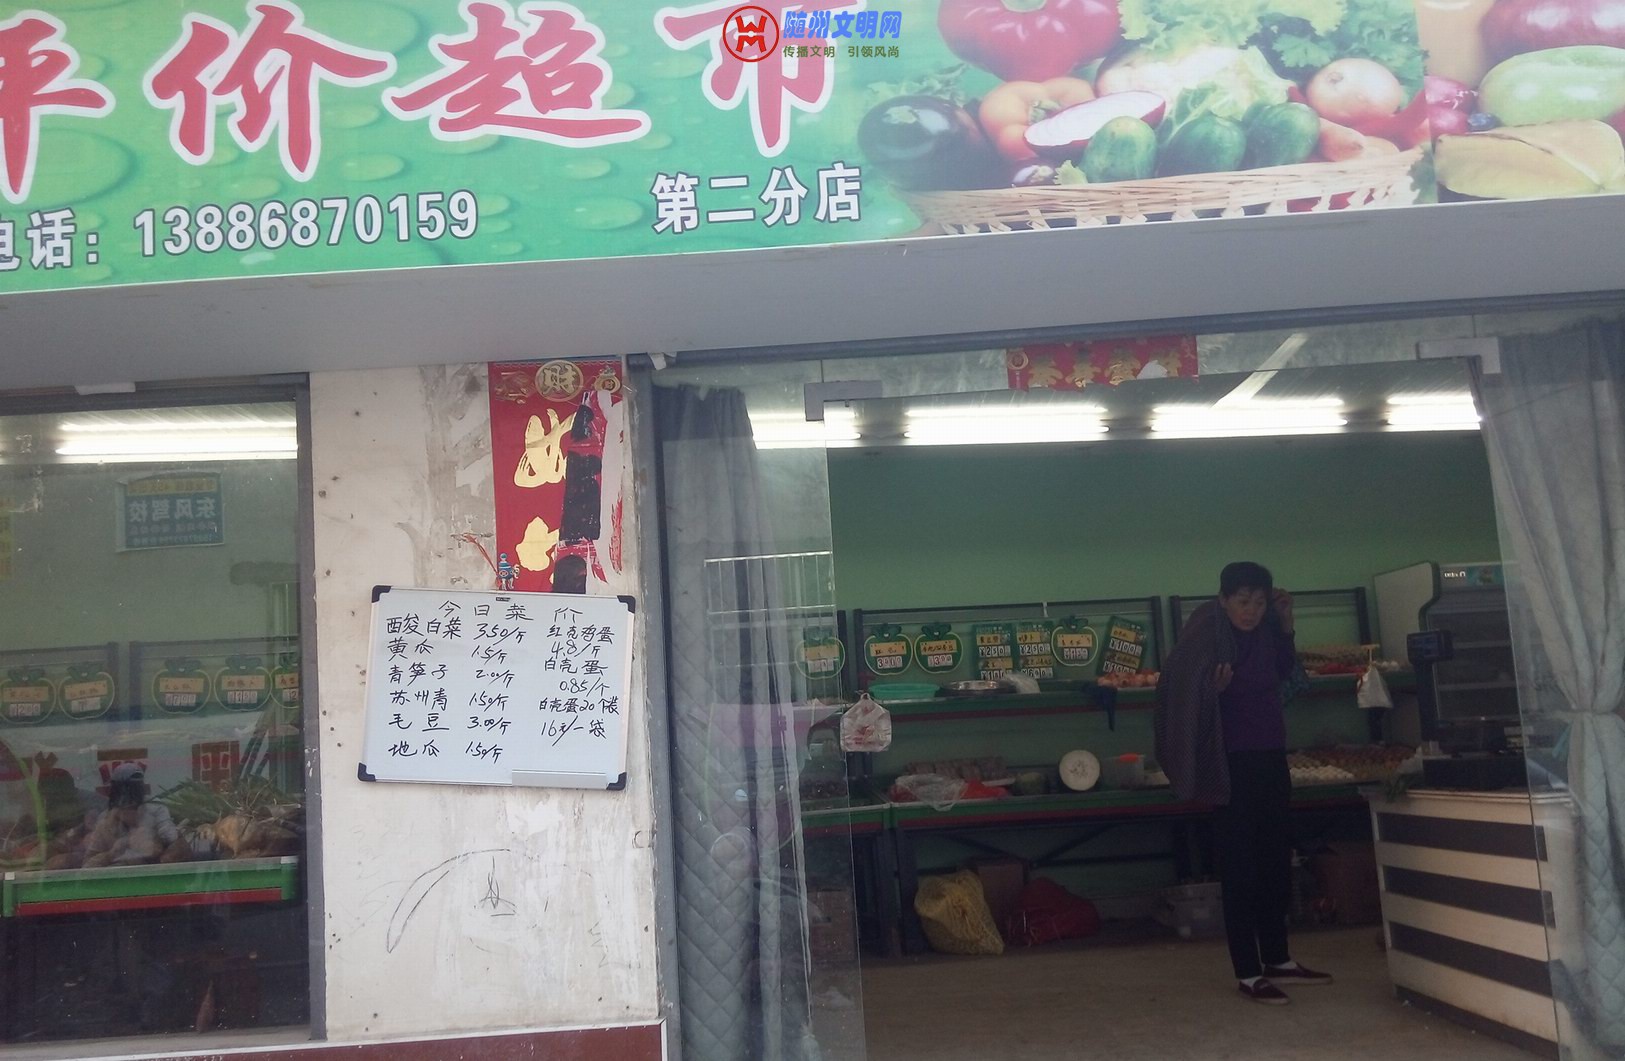 随州文明网
传播文明 引领风尚
平价超市
电话：13886870159
第二分店
财
东风驾校
今日菜价
酸白菜 3.50/斤
黄瓜 1.5/斤
青笋子 2.00/斤
苏州青 1.50/斤
毛豆 3.00/斤
地瓜 1.50/斤
红壳鸡蛋
4.8/斤
白壳蛋
0.85/个
白壳蛋20个装
16元/一袋